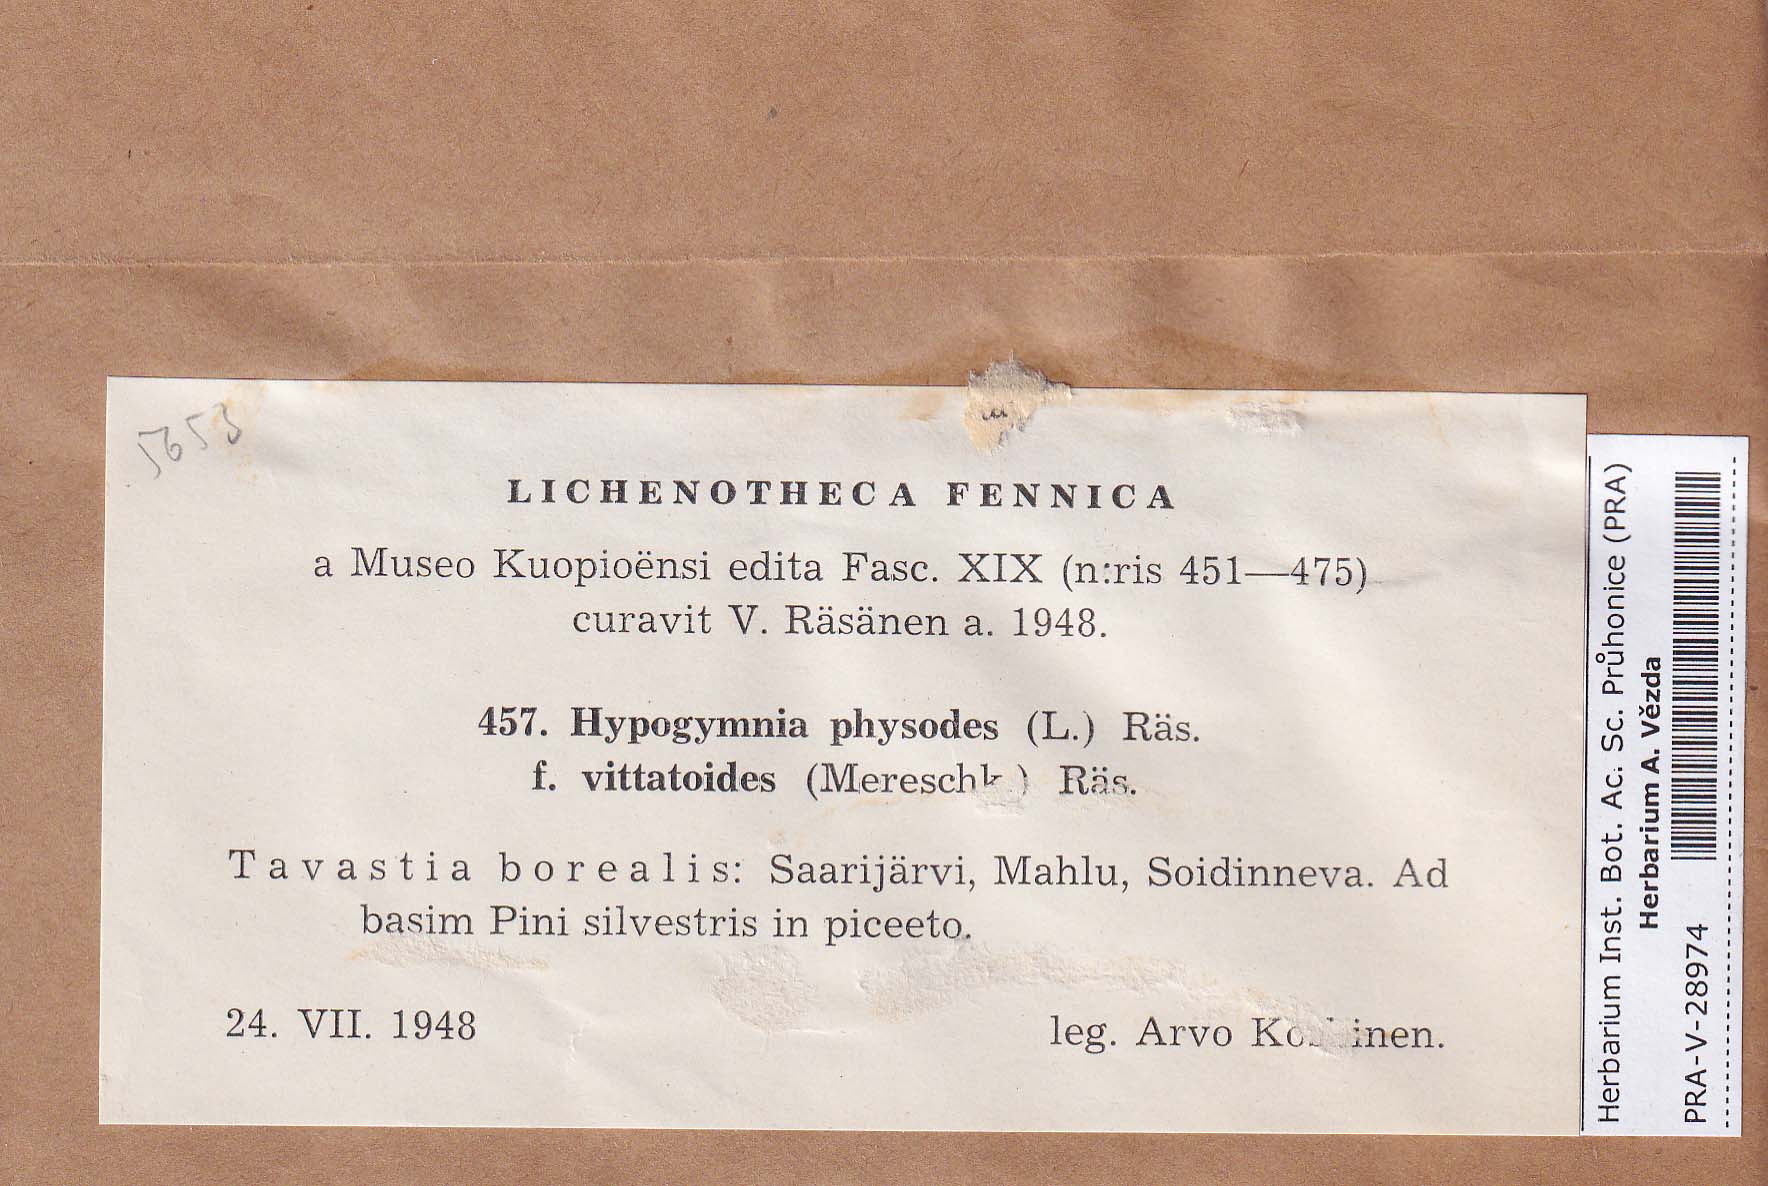 5653
LICHENOTHECA FENNICA
a Museo Kuopioënsi edita Fasc. XIX (n:ris 451—475)
curavit V. Räsänen a. 1948.
457. Hypogymnia physodes (L.) Räs.
f. vittatoides (Mereschk.) Räs.
Tavastia borealis: Saarijärvi, Mahlu, Soidinneva. Ad
basim Pini silvestris in piceeto.
24. VII. 1948
leg. Arvo
Herbarium Inst. Bot. Ac. Sc. Průhonice (PRA)
Herbarium A. Vězda
PRA-V-28974